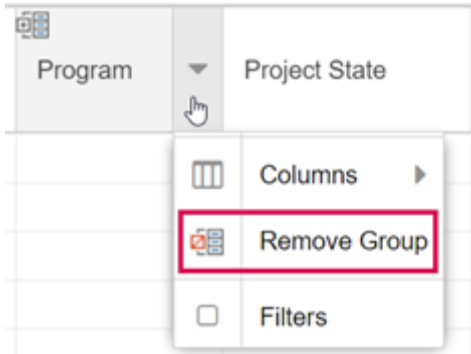 Program
Project State
Columns
Remove Group
Filters